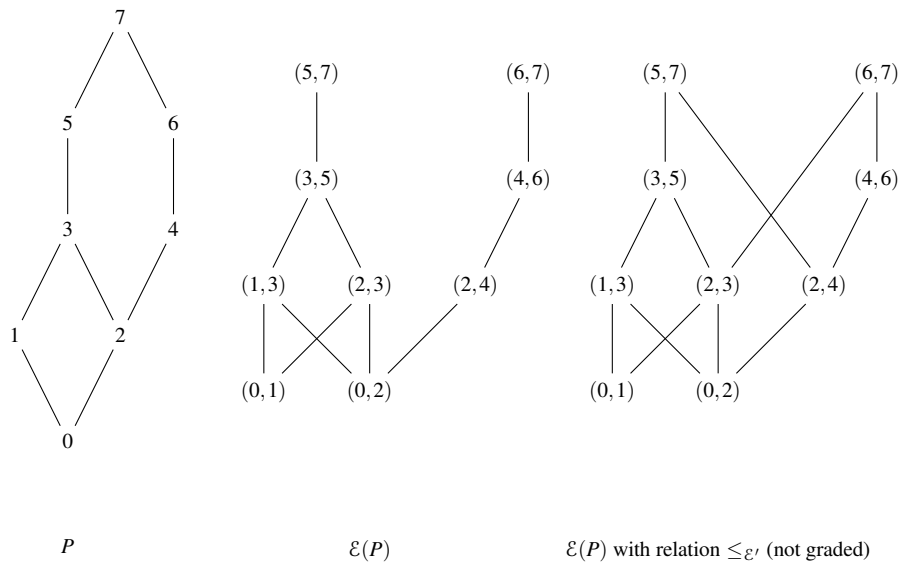 7
(5,7) (6,7) (5,7) (6,7)
5 6
(3,5) (4,6) (3,5) (4,6)
3 4
(1,3) (2,3) (2,4) (1,3) (2,3) (2,4)
1 2
(0,1) (0,2) (0,1) (0,2)
0
P ℰ(P) ℰ(P) with relation ≤ℰ′ (not graded)